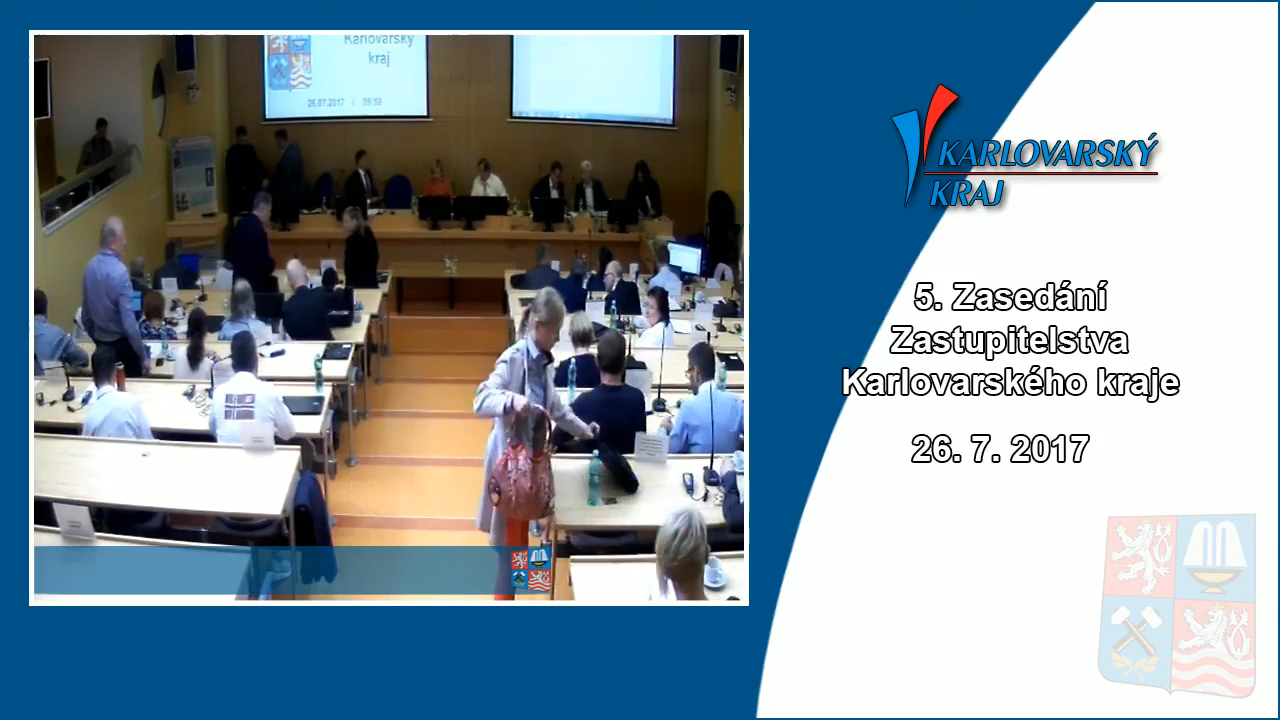 Karlovarský
kraj
26.07.2017 / 09:58
KARLOVARSKÝ
KRAJ
5. Zasedání
Zastupitelstva
Karlovarského kraje
26. 7. 2017